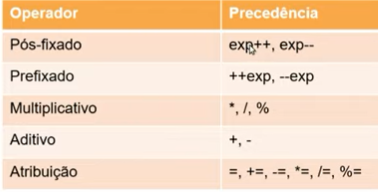 Operador Precedência
Pós-fixado exp++, exp--
Prefixado ++exp, --exp
Multiplicativo *, /, %
Aditivo +, -
Atribuição =, +=, -=, *=, /=, %=